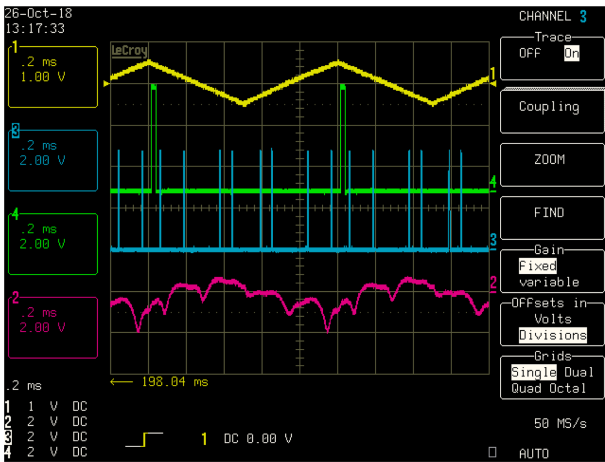 26-Oct-18
13:17:33
1
.2 ms
1.00 V
3
.2 ms
2.00 V
4
.2 ms
2.00 V
2
.2 ms
2.00 V
LeCroy
1
4
3
2
← 198.04 ms
.2 ms
1 1 V DC
2 2 V DC
3 2 V DC
4 2 V DC
1 DC 0.00 V
CHANNEL 3
Trace
OFF On
Coupling
ZOOM
FIND
Gain
Fixed
variable
Offsets in
Volts
Divisions
Grids
Single Dual
Quad Octal
50 MS/s
AUTO